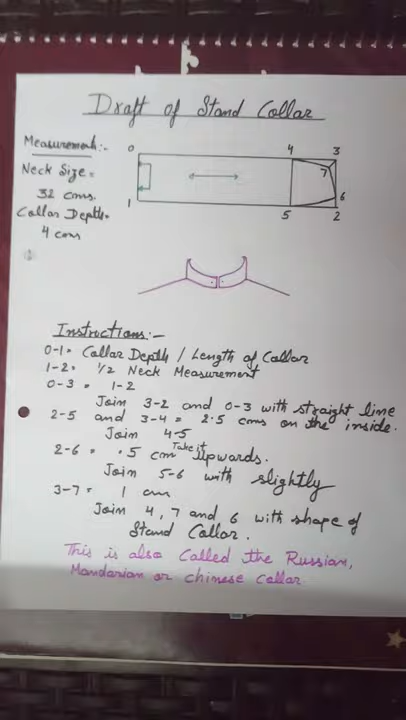 Draft of Stand Collar
Measurement:-
Neck Size =
32 cms.
Collar Depth =
4 cms
0
4
3
7
6
1
5
2
Instructions:-
0-1 = Collar Depth / Length of Collar
1-2 = 1/2 Neck Measurement
0-3 = 1-2
Join 3-2 and 0-3 with straight line
2-5 and 3-4 = 2.5 cms on the inside.
Join 4-5
2-6 = .5 cm Take it upwards.
Join 5-6 with slightly
3-7 = 1 cm
Join 4, 7 and 6 with shape of
Stand Collar.
This is also called the Russian,
Mandarian or chinese collar